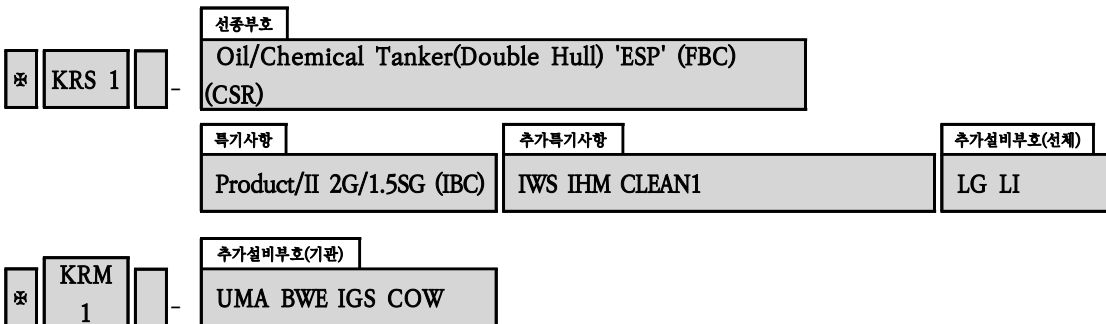 선종부호
✠ KRS 1 - Oil/Chemical Tanker(Double Hull) 'ESP' (FBC)
(CSR)
특기사항 추가특기사항 추가설비부호(선체)
Product/II 2G/1.5SG (IBC) IWS IHM CLEAN1 LG LI
추가설비부호(기관)
✠ KRM
1 - UMA BWE IGS COW